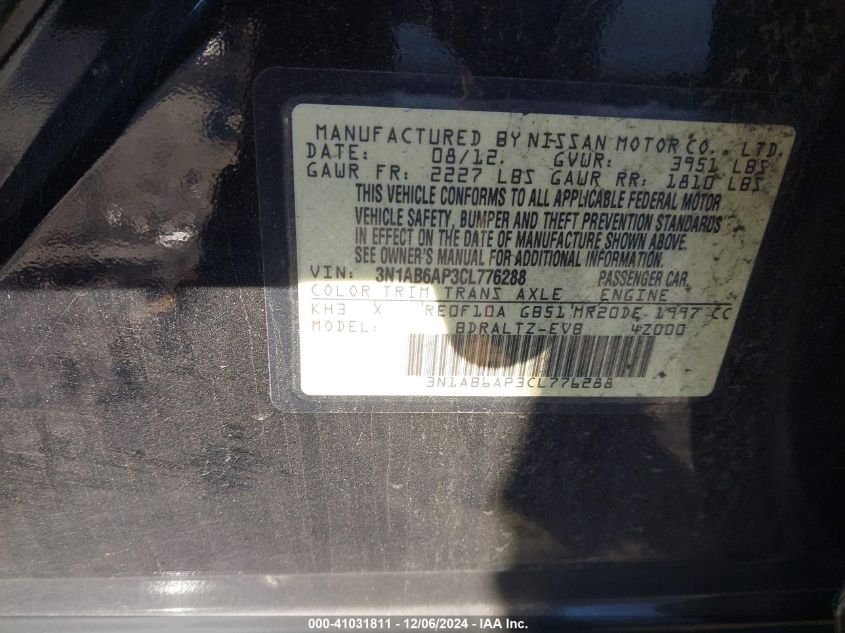 MANUFACTURED BY NISSAN MOTOR CO., LTD.
DATE: 08/12. GVWR: 3951 LBS
GAWR FR: 2227 LBS GAWR RR: 1810 LBS
THIS VEHICLE CONFORMS TO ALL APPLICABLE FEDERAL MOTOR
VEHICLE SAFETY, BUMPER AND THEFT PREVENTION STANDARDS
IN EFFECT ON THE DATE OF MANUFACTURE SHOWN ABOVE.
SEE OWNER'S MANUAL FOR ADDITIONAL INFORMATION.
VIN: 3N1AB6AP3CL776288 PASSENGER CAR
COLOR TRIM TRANS AXLE ENGINE
KH3 X RE0F10A GB51 MR20DE 1997 CC
MODEL: BDRALTZ-EVB 4Z000
3N1AB6AP3CL776288
000-41031811 - 12/06/2024 - IAA Inc.